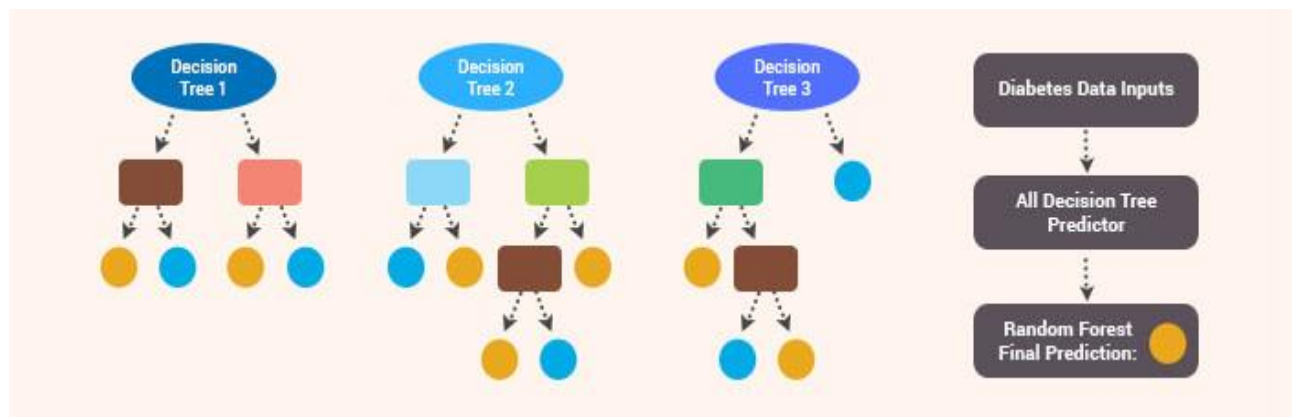 Decision
Tree 1
Decision
Tree 2
Decision
Tree 3
Diabetes Data Inputs
All Decision Tree
Predictor
Random Forest
Final Prediction: